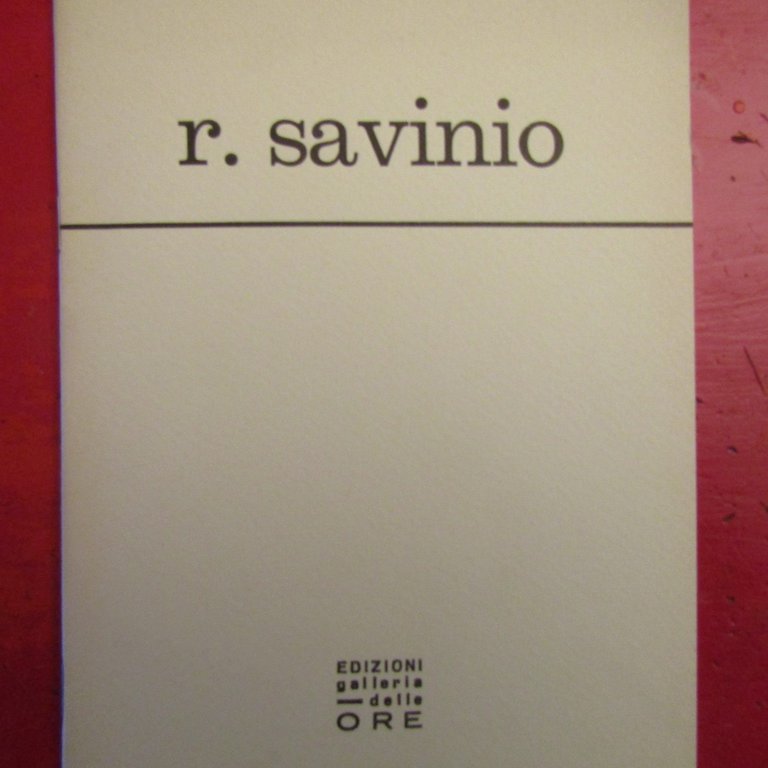 r. savinio
EDIZIONI
galleria
delle
ORE